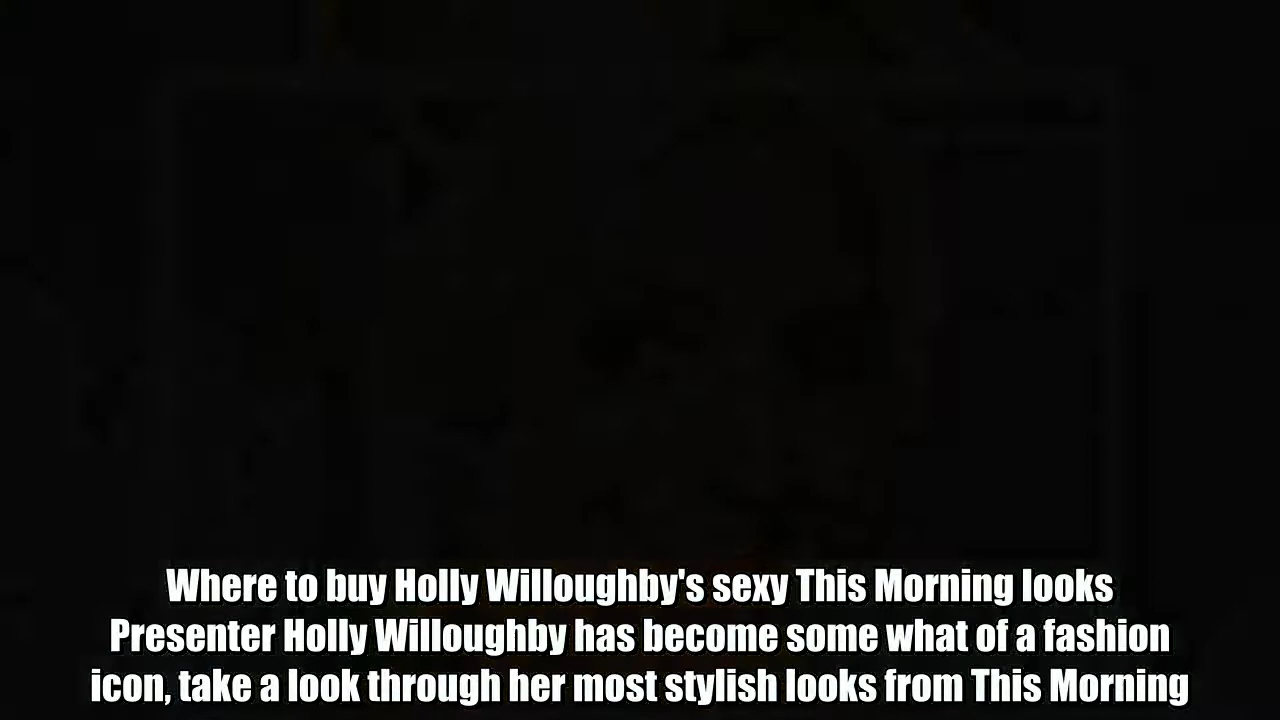 Where to buy Holly Willoughby's sexy This Morning looks
Presenter Holly Willoughby has become some what of a fashion
icon, take a look through her most stylish looks from This Morning